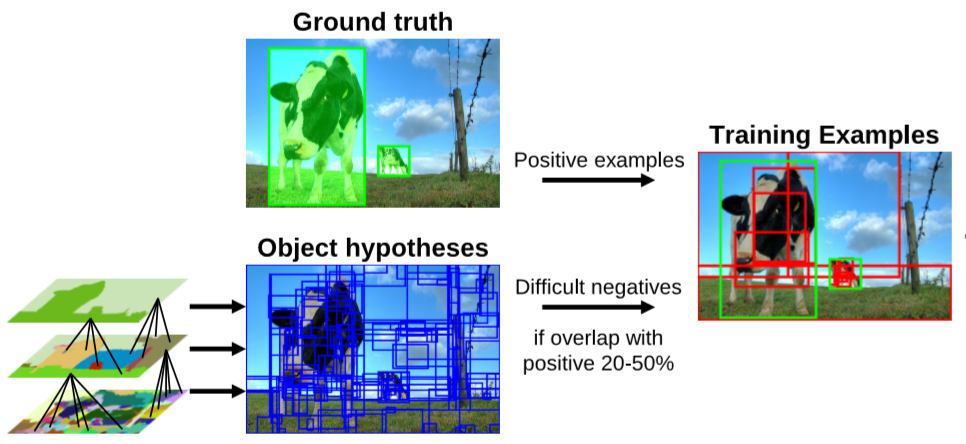 Ground truth
Positive examples
Training Examples
Object hypotheses
Difficult negatives
if overlap with
positive 20-50%